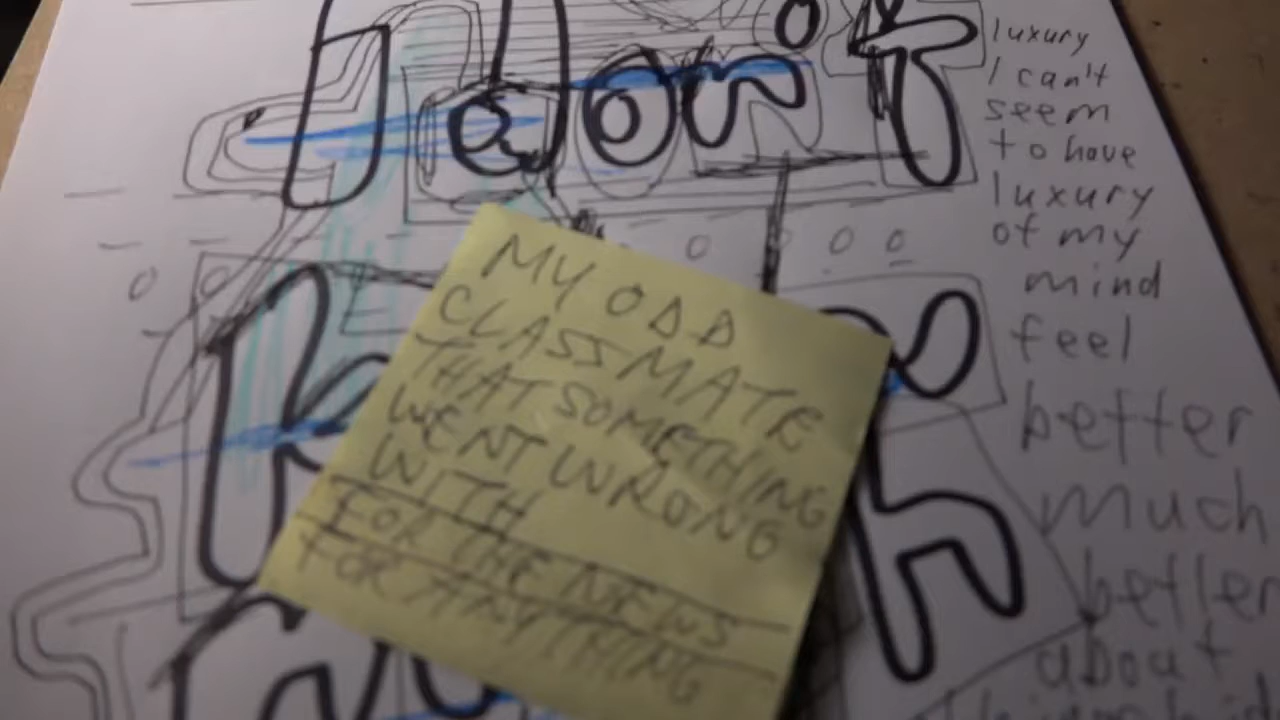 I don't
luxury
I can't
seem
to have
luxury
of my
mind
feel
better
much
better
about
MY ODD
CLASSMATE
THAT SOMETHING
WENT WRONG
WITH
FOR THE NEWS
FOR ANYTHING